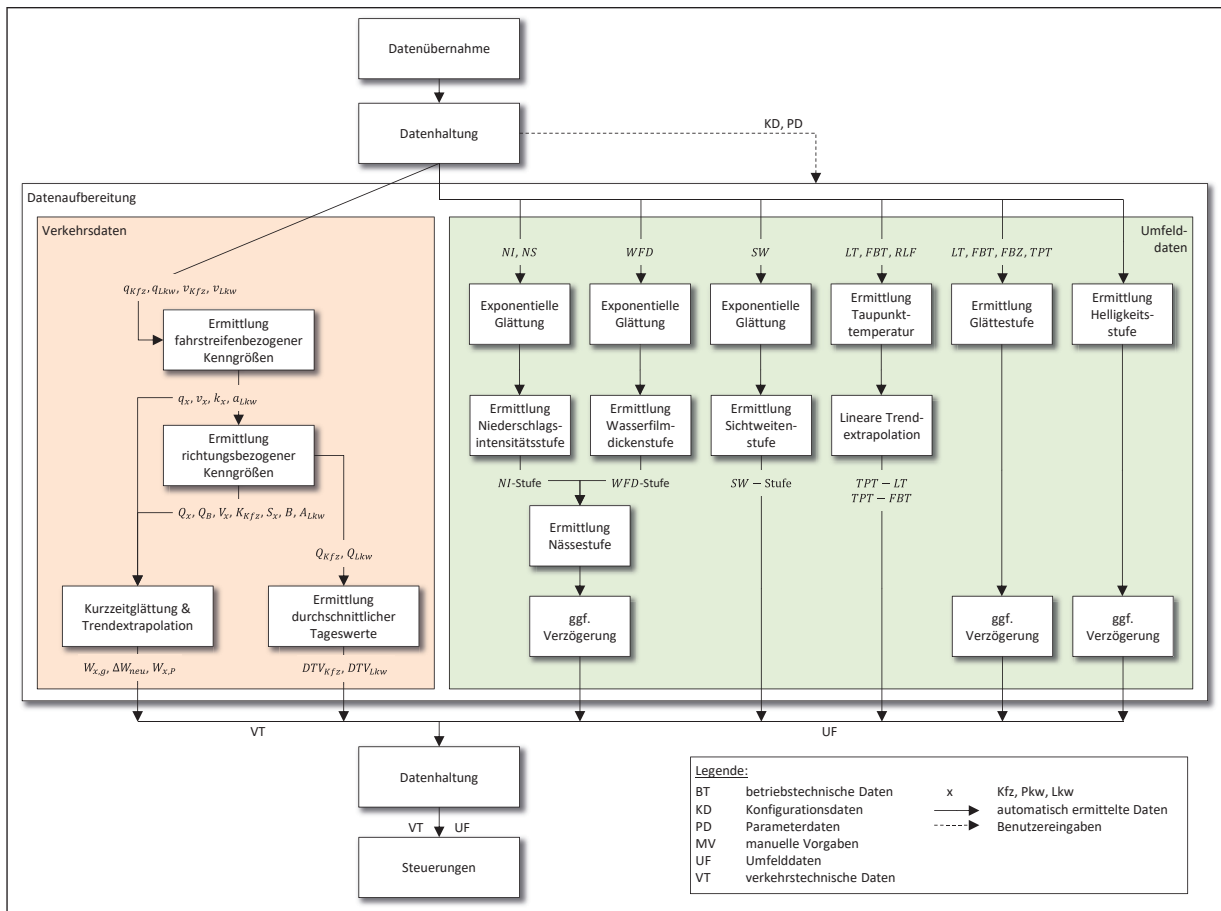 Datenübernahme
Datenhaltung
KD, PD
Datenaufbereitung
Verkehrsdaten
q_Kfz, q_Lkw, v_Kfz, v_Lkw
Ermittlung
fahrstreifenbezogener
Kenngrößen
q_x, v_x, k_x, a_Lkw
Ermittlung
richtungsbezogener
Kenngrößen
Q_x, Q_B, V_x, K_Kfz, S_x, B, A_Lkw
Q_Kfz, Q_Lkw
Kurzzeitglättung &
Trendextrapolation
Ermittlung
durchschnittlicher
Tageswerte
W_x,g, ΔW_neu, W_x,P
DTV_Kfz, DTV_Lkw
Umfeld-
daten
NI, NS
WFD
SW
LT, FBT, RLF
LT, FBT, FBZ, TPT
Exponentielle
Glättung
Exponentielle
Glättung
Exponentielle
Glättung
Ermittlung
Taupunkt-
temperatur
Ermittlung
Glättestufe
Ermittlung
Helligkeits-
stufe
Ermittlung
Niederschlags-
intensitätsstufe
Ermittlung
Wasserfilm-
dickenstufe
Ermittlung
Sichtweiten-
stufe
Lineare Trend-
extrapolation
NI-Stufe
WFD-Stufe
SW – Stufe
TPT – LT
TPT – FBT
Ermittlung
Nässestufe
ggf.
Verzögerung
ggf.
Verzögerung
ggf.
Verzögerung
VT
UF
Datenhaltung
VT UF
Steuerungen
Legende:
BT betriebstechnische Daten
KD Konfigurationsdaten
PD Parameterdaten
MV manuelle Vorgaben
UF Umfelddaten
VT verkehrstechnische Daten
x Kfz, Pkw, Lkw
automatisch ermittelte Daten
Benutzereingaben